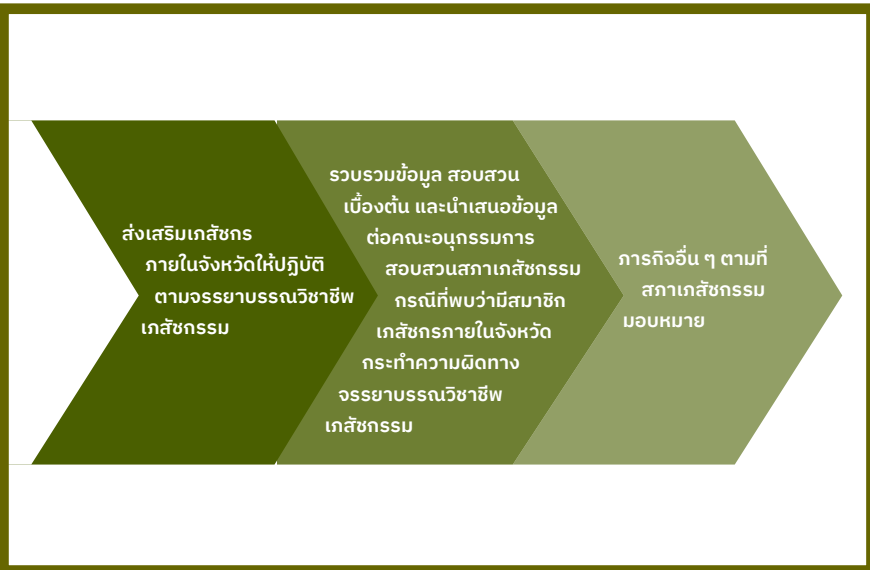 ส่งเสริมเภสัชกร
ภายในจังหวัดให้ปฏิบัติ
ตามจรรยาบรรณวิชาชีพ
เภสัชกรรม
รวบรวมข้อมูล สอบสวน
เบื้องต้น และนำเสนอข้อมูล
ต่อคณะอนุกรรมการ
สอบสวนสภาเภสัชกรรม
กรณีที่พบว่ามีสมาชิก
เภสัชกรภายในจังหวัด
กระทำความผิดทาง
จรรยาบรรณวิชาชีพ
เภสัชกรรม
ภารกิจอื่น ๆ ตามที่
สภาเภสัชกรรม
มอบหมาย